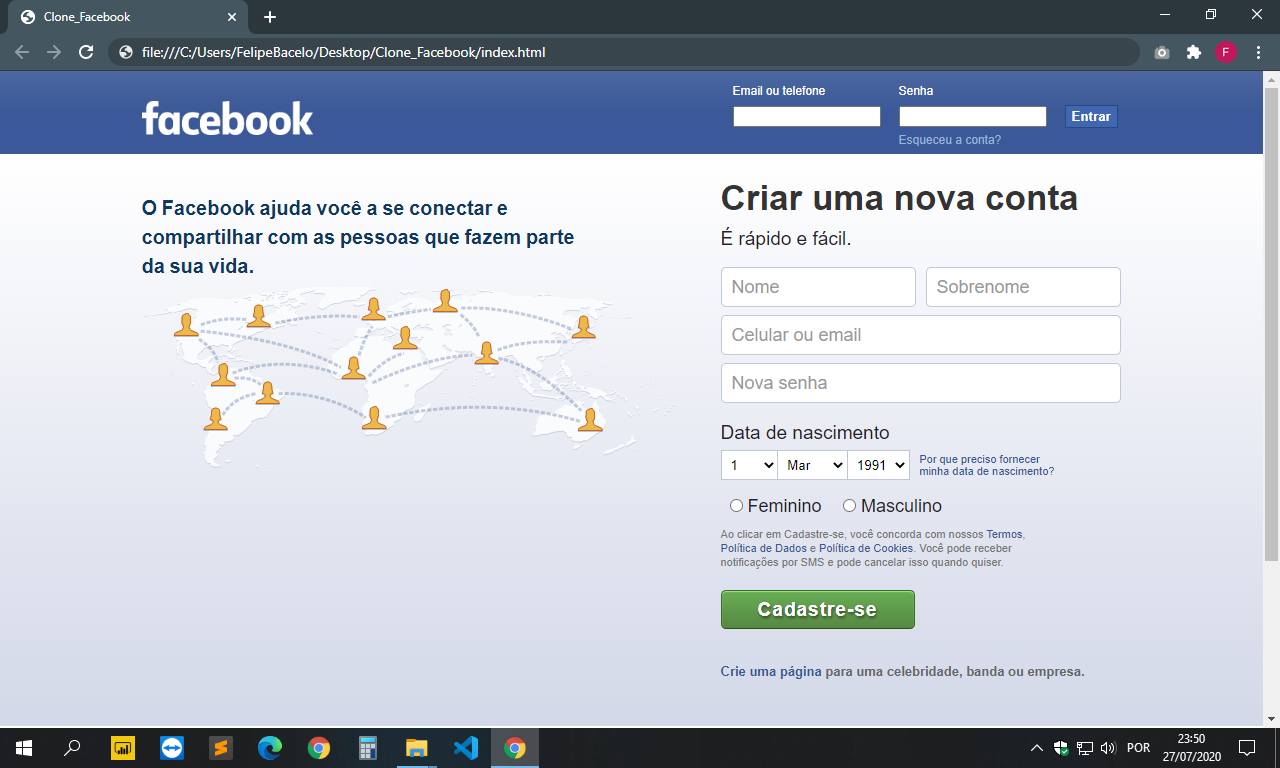 Clone_Facebook
file:///C:/Users/FelipeBacelo/Desktop/Clone_Facebook/index.html
F
facebook
Email ou telefone
Senha
Entrar
Esqueceu a conta?
O Facebook ajuda você a se conectar e
compartilhar com as pessoas que fazem parte
da sua vida.
Criar uma nova conta
É rápido e fácil.
Nome
Sobrenome
Celular ou email
Nova senha
Data de nascimento
1
Mar
1991
Por que preciso fornecer
minha data de nascimento?
Feminino
Masculino
Ao clicar em Cadastre-se, você concorda com nossos Termos,
Política de Dados e Política de Cookies. Você pode receber
notificações por SMS e pode cancelar isso quando quiser.
Cadastre-se
Crie uma página para uma celebridade, banda ou empresa.
POR
23:50
27/07/2020